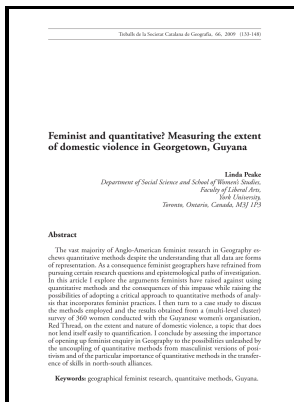 Treballs de la Societat Catalana de Geografia, 66, 2009 (133-148)
Feminist and quantitative? Measuring the extent
of domestic violence in Georgetown, Guyana
Linda Peake
Department of Social Science and School of Women's Studies,
Faculty of Liberal Arts,
York University,
Toronto, Ontario, Canada, M3J 1P3
Abstract
The vast majority of Anglo-American feminist research in Geography es-
chews quantitative methods despite the understanding that all data are forms
of representation. As a consequence feminist geographers have refrained from
pursuing certain research questions and epistemological paths of investigation.
In this article I explore the arguments feminists have raised against using
quantitative methods and the consequences of this impasse while raising the
possibilities of adopting a critical approach to quantitative methods of analy-
sis that incorporates feminist practices. I then turn to a case study to discuss
the methods employed and the results obtained from a (multi-level cluster)
survey of 360 women conducted with the Guyanese women's organisation,
Red Thread, on the extent and nature of domestic violence, a topic that does
not lend itself easily to quantification. I conclude by assessing the importance
of opening up feminist enquiry in Geography to the possibilities unleashed by
the uncoupling of quantitative methods from masculinist versions of posi-
tivism and of the particular importance of quantitative methods in the transfer-
ence of skills in north-south alliances.
Keywords: geographical feminist research, quantitative methods, Guyana.